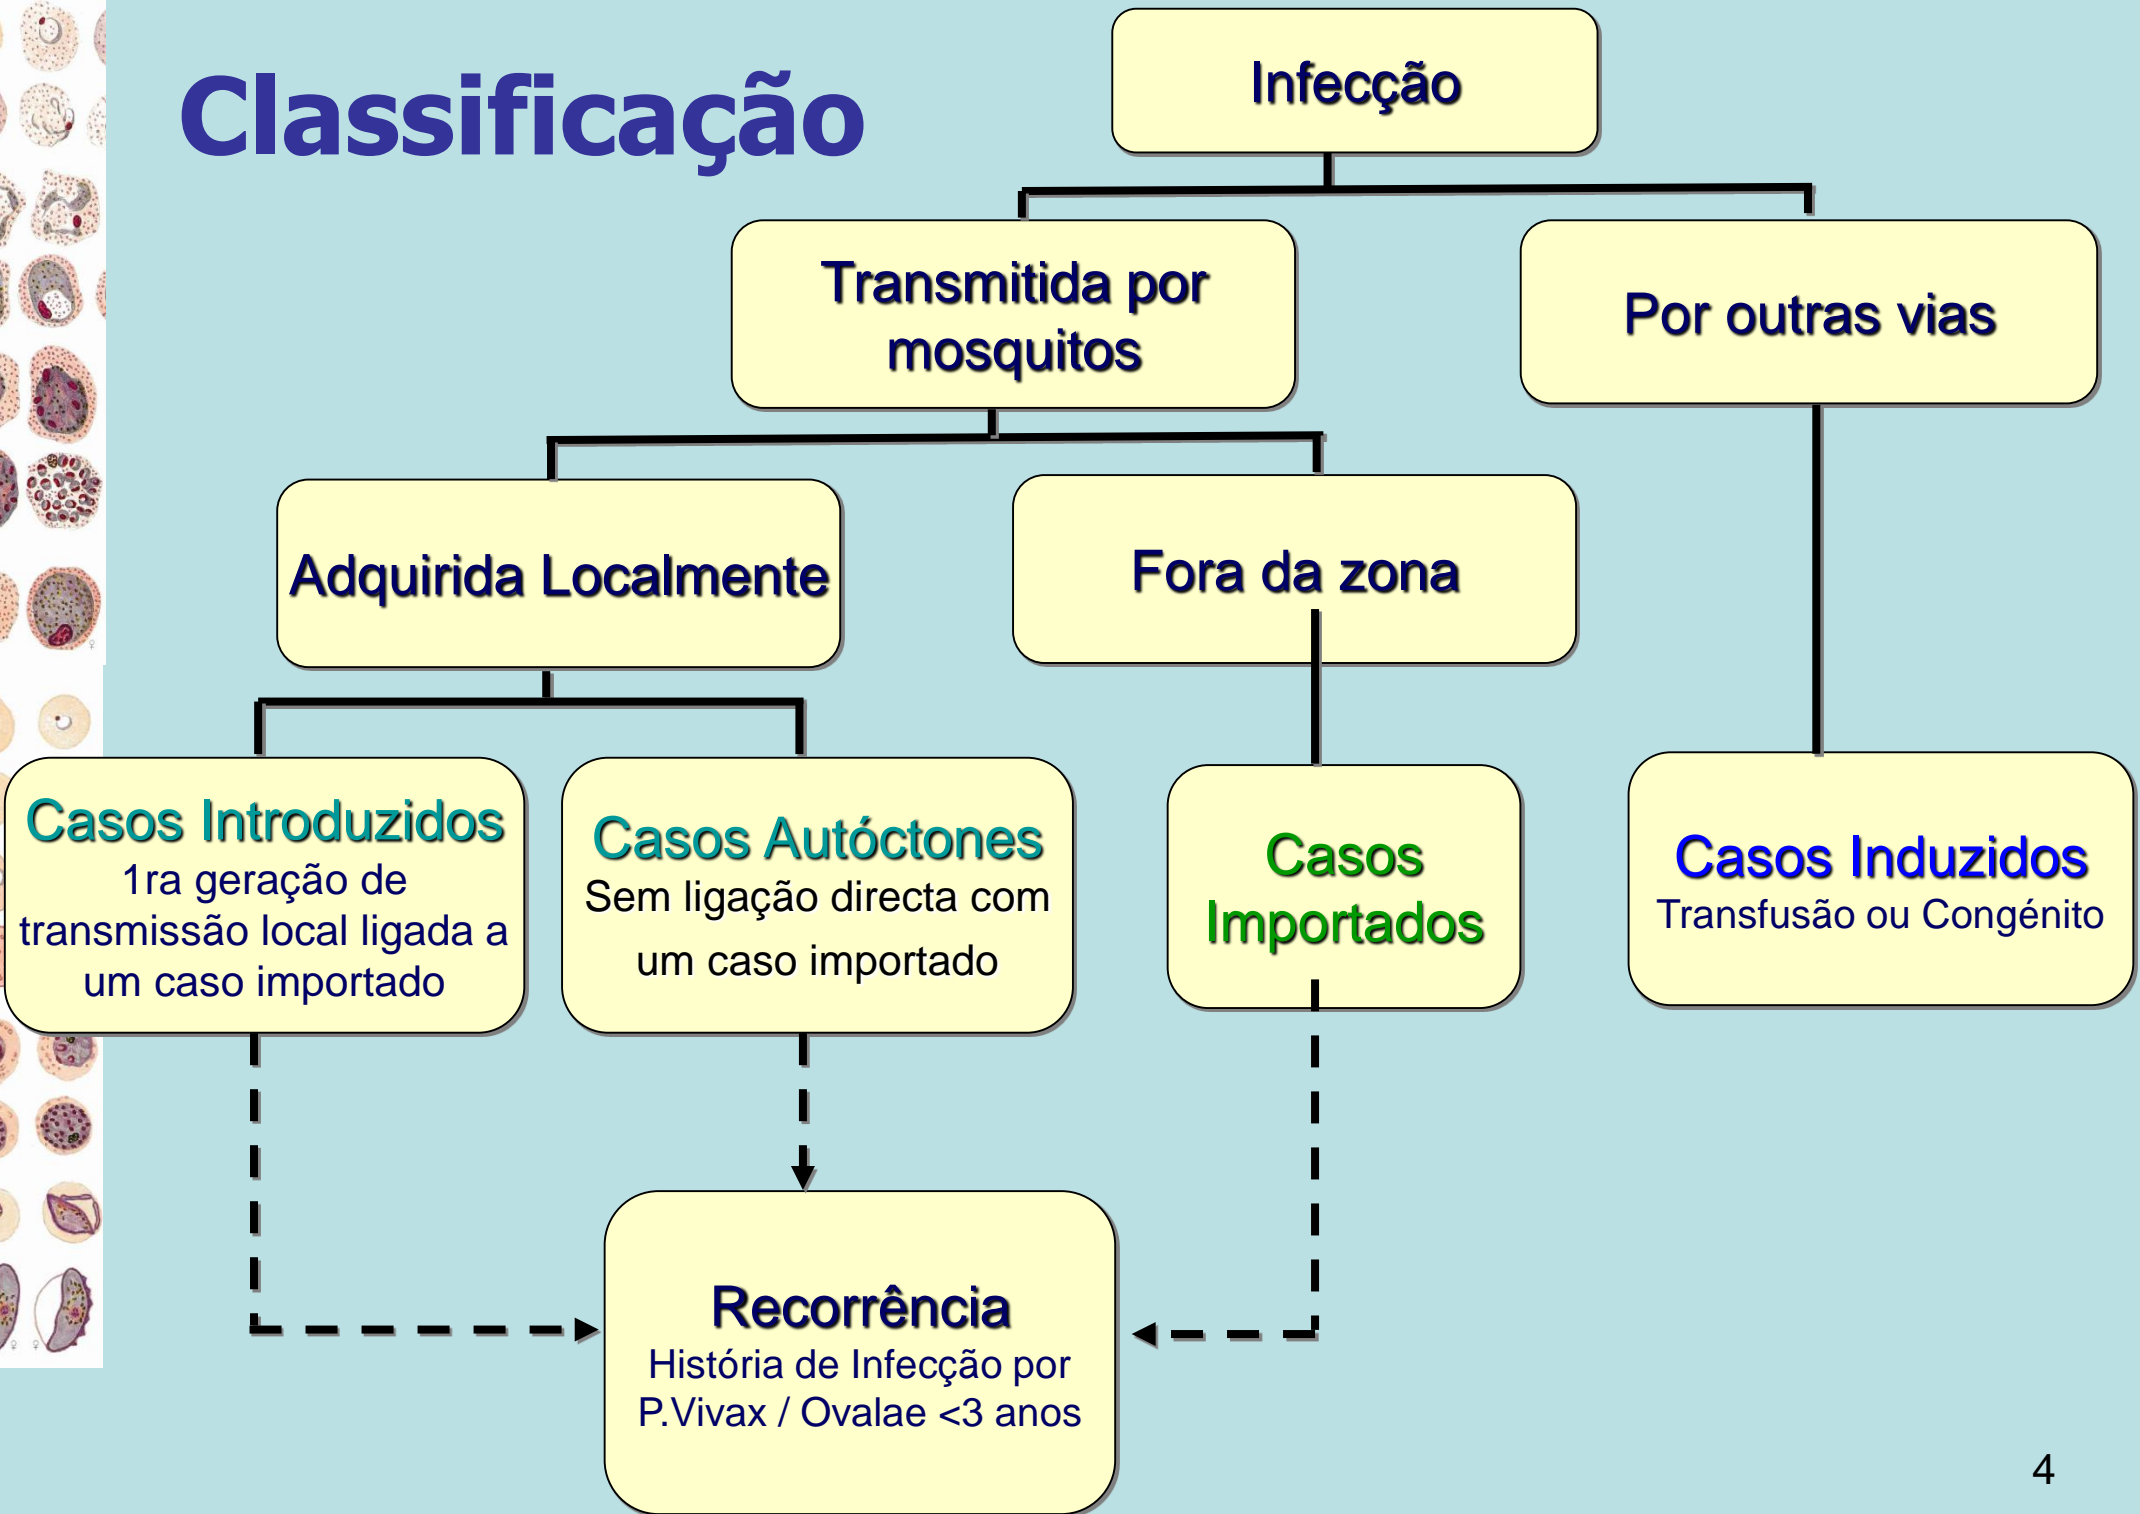 Classificação
Infecção
Transmitida por
mosquitos
Por outras vias
Adquirida Localmente
Fora da zona
Casos Introduzidos
1ra geração de
transmissão local ligada a
um caso importado
Casos Autóctones
Sem ligação directa com
um caso importado
Casos
Importados
Casos Induzidos
Transfusão ou Congénito
Recorrência
História de Infecção por
P.Vivax / Ovalae <3 anos
4